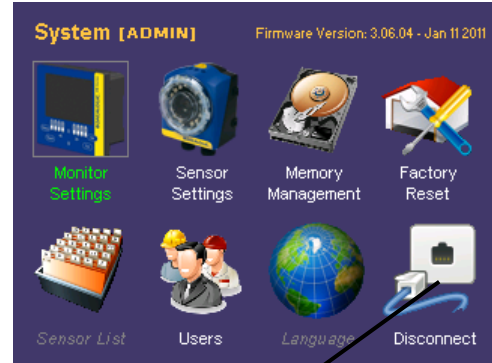 System [ADMIN]
Firmware Version: 3.06.04 - Jan 11 2011
Monitor
Settings
Sensor
Settings
Memory
Management
Factory
Reset
Sensor List
Users
Language
Disconnect